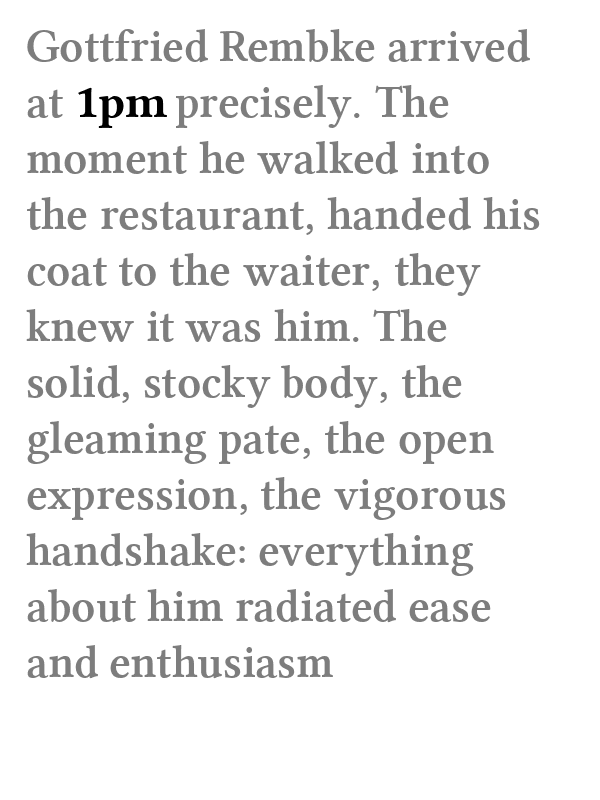 Gottfried Rembke arrived
at 1pm precisely. The
moment he walked into
the restaurant, handed his
coat to the waiter, they
knew it was him. The
solid, stocky body, the
gleaming pate, the open
expression, the vigorous
handshake: everything
about him radiated ease
and enthusiasm